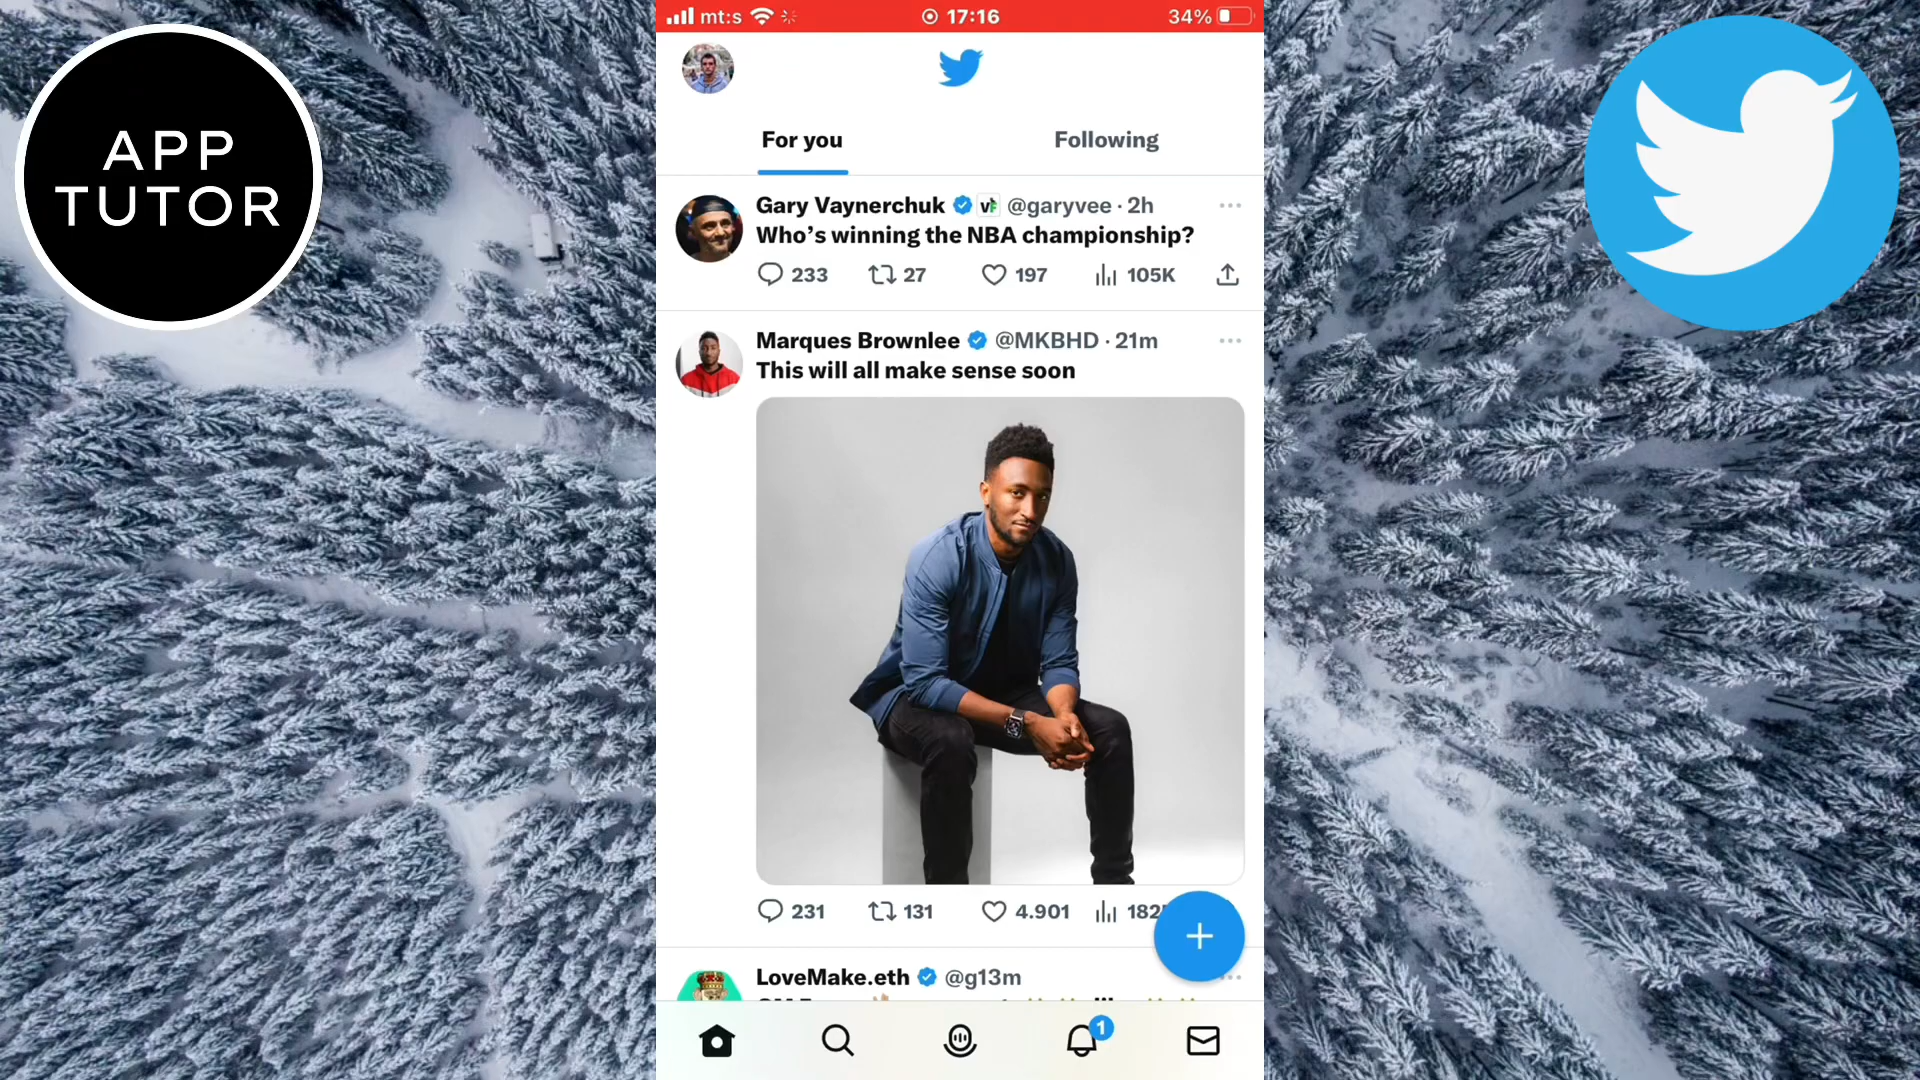 APP
TUTOR
mt:s 17:16 34%
For you Following
Gary Vaynerchuk @garyvee · 2h
Who’s winning the NBA championship?
233 27 197 105K
Marques Brownlee @MKBHD · 21m
This will all make sense soon
231 131 4.901 182
LoveMake.eth @g13m
1